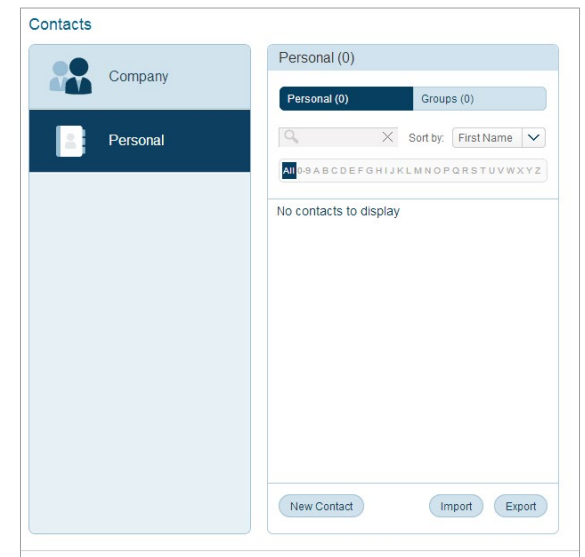 Contacts
Company
Personal
Personal (0)
Personal (0) Groups (0)
Sort by: First Name
All 0-9 A B C D E F G H I J K L M N O P Q R S T U V W X Y Z
No contacts to display
New Contact Import Export